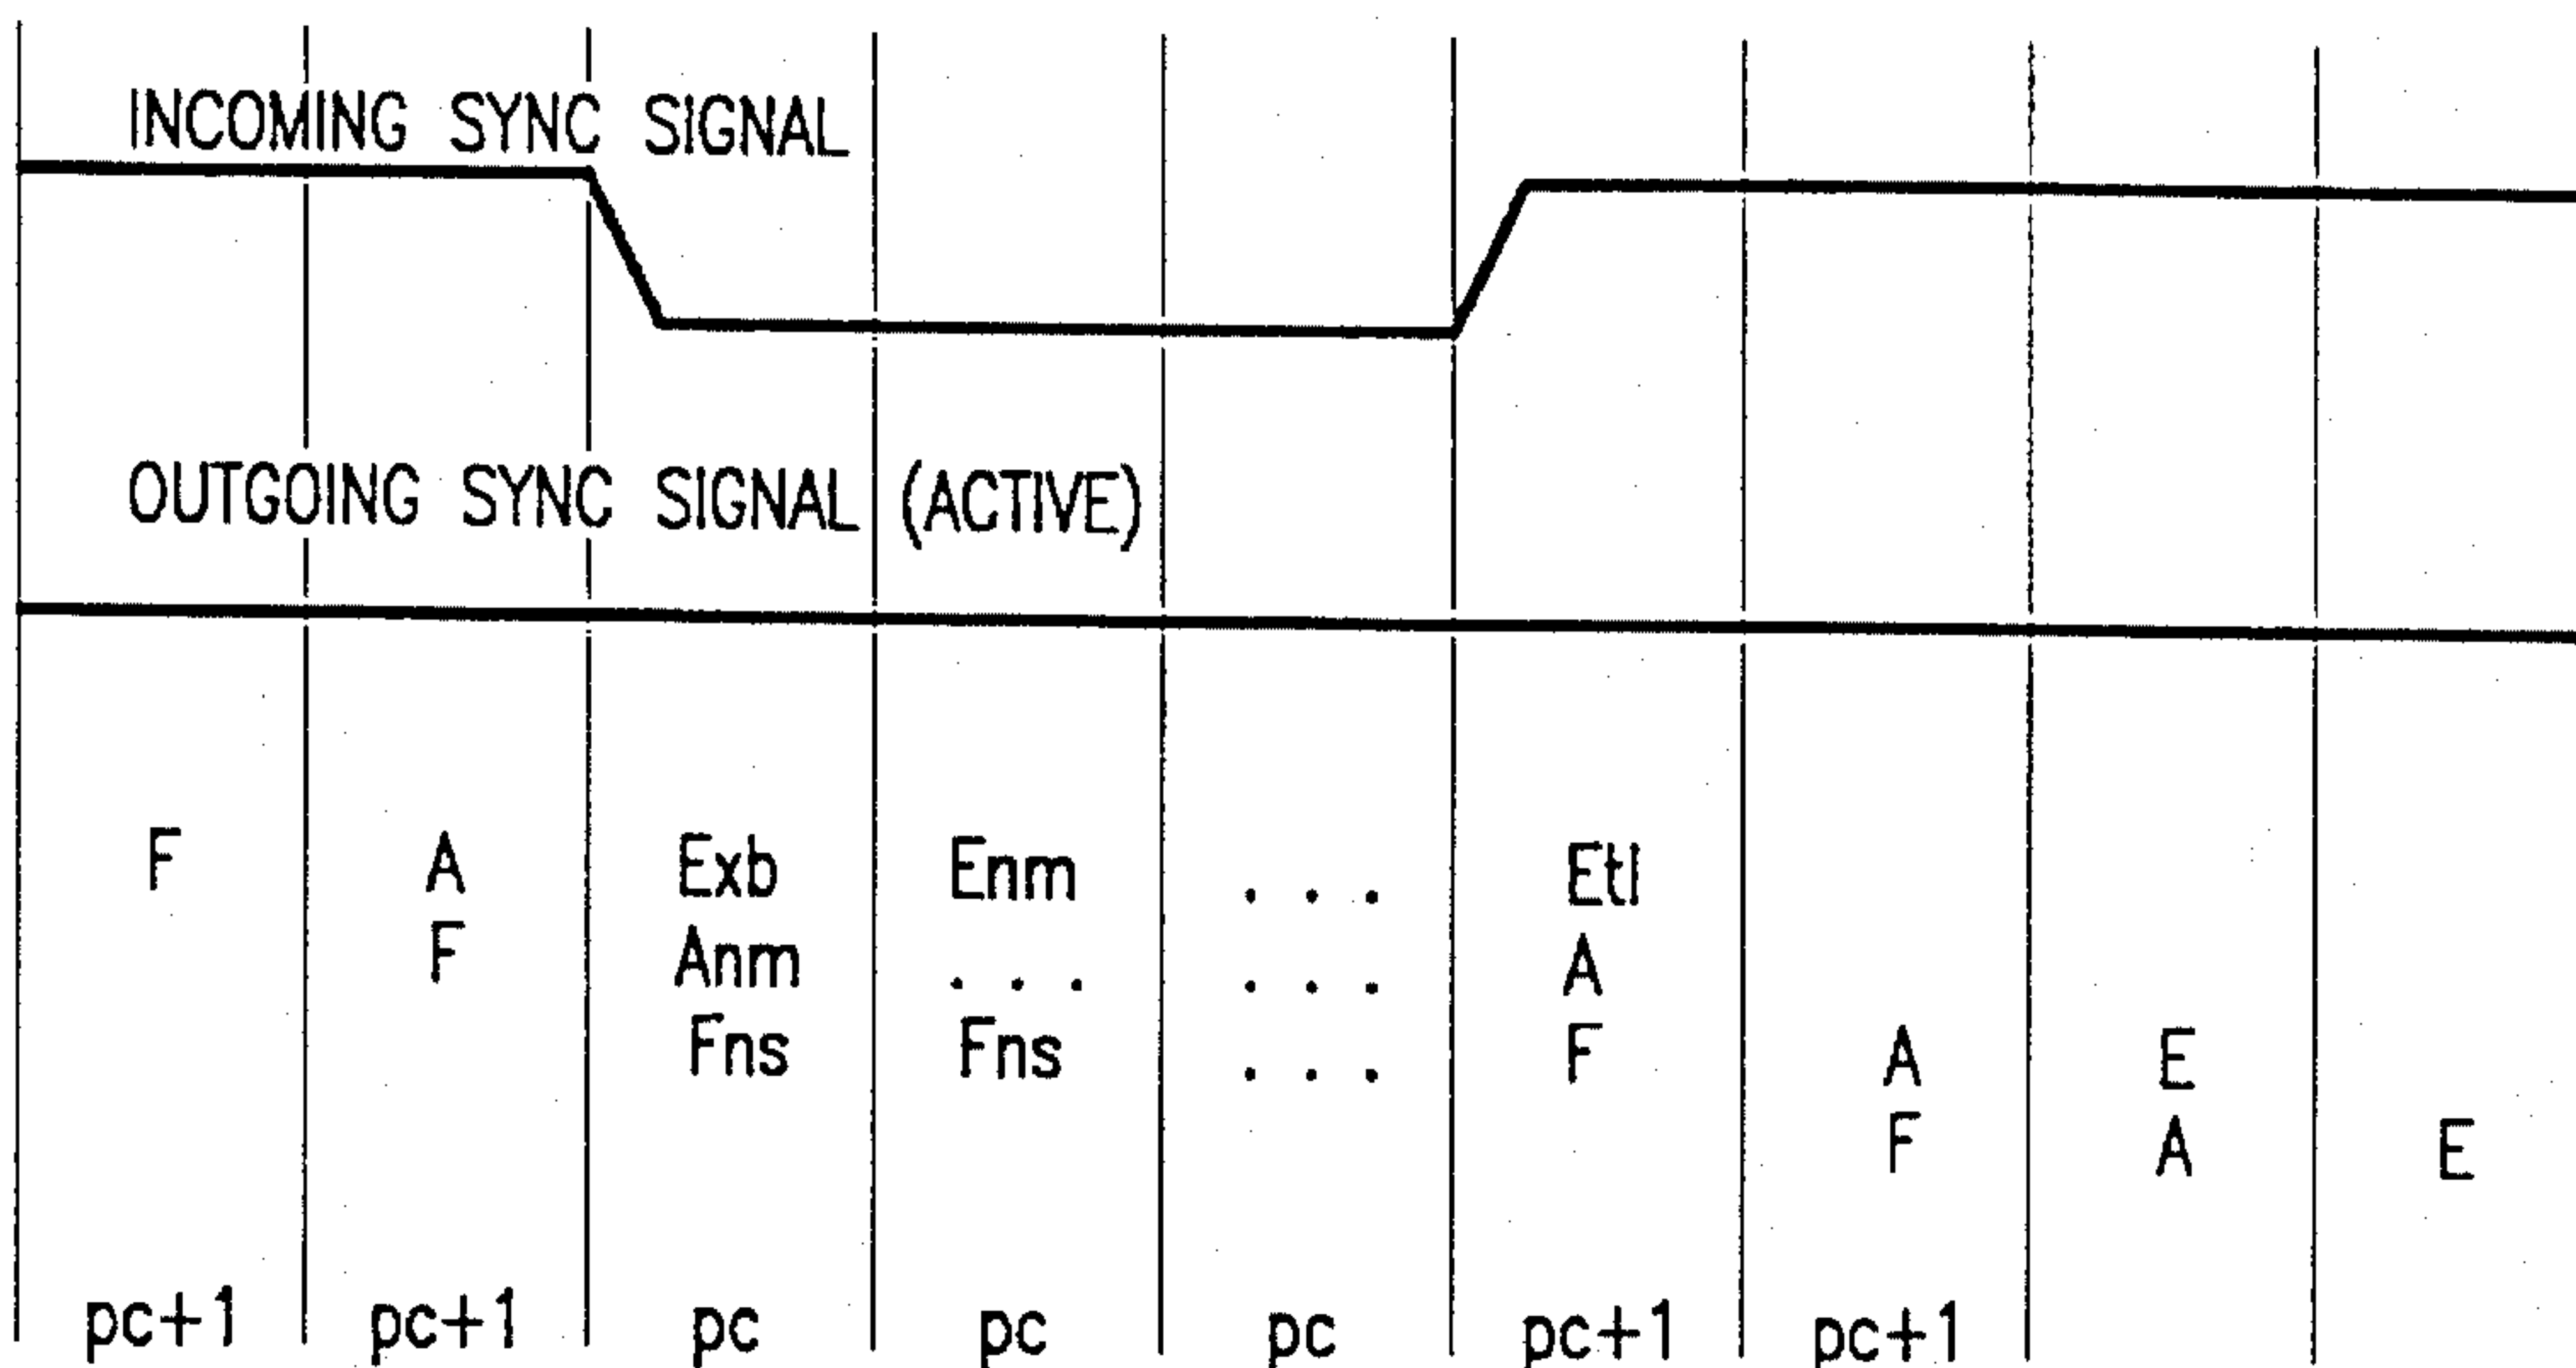 INCOMING SYNC SIGNAL
OUTGOING SYNC SIGNAL (ACTIVE)
F A Exb Enm . . . Etl
F Anm . . . . . . A
Fns Fns . . . F A E
F A E
pc+1 pc+1 pc pc pc pc+1 pc+1